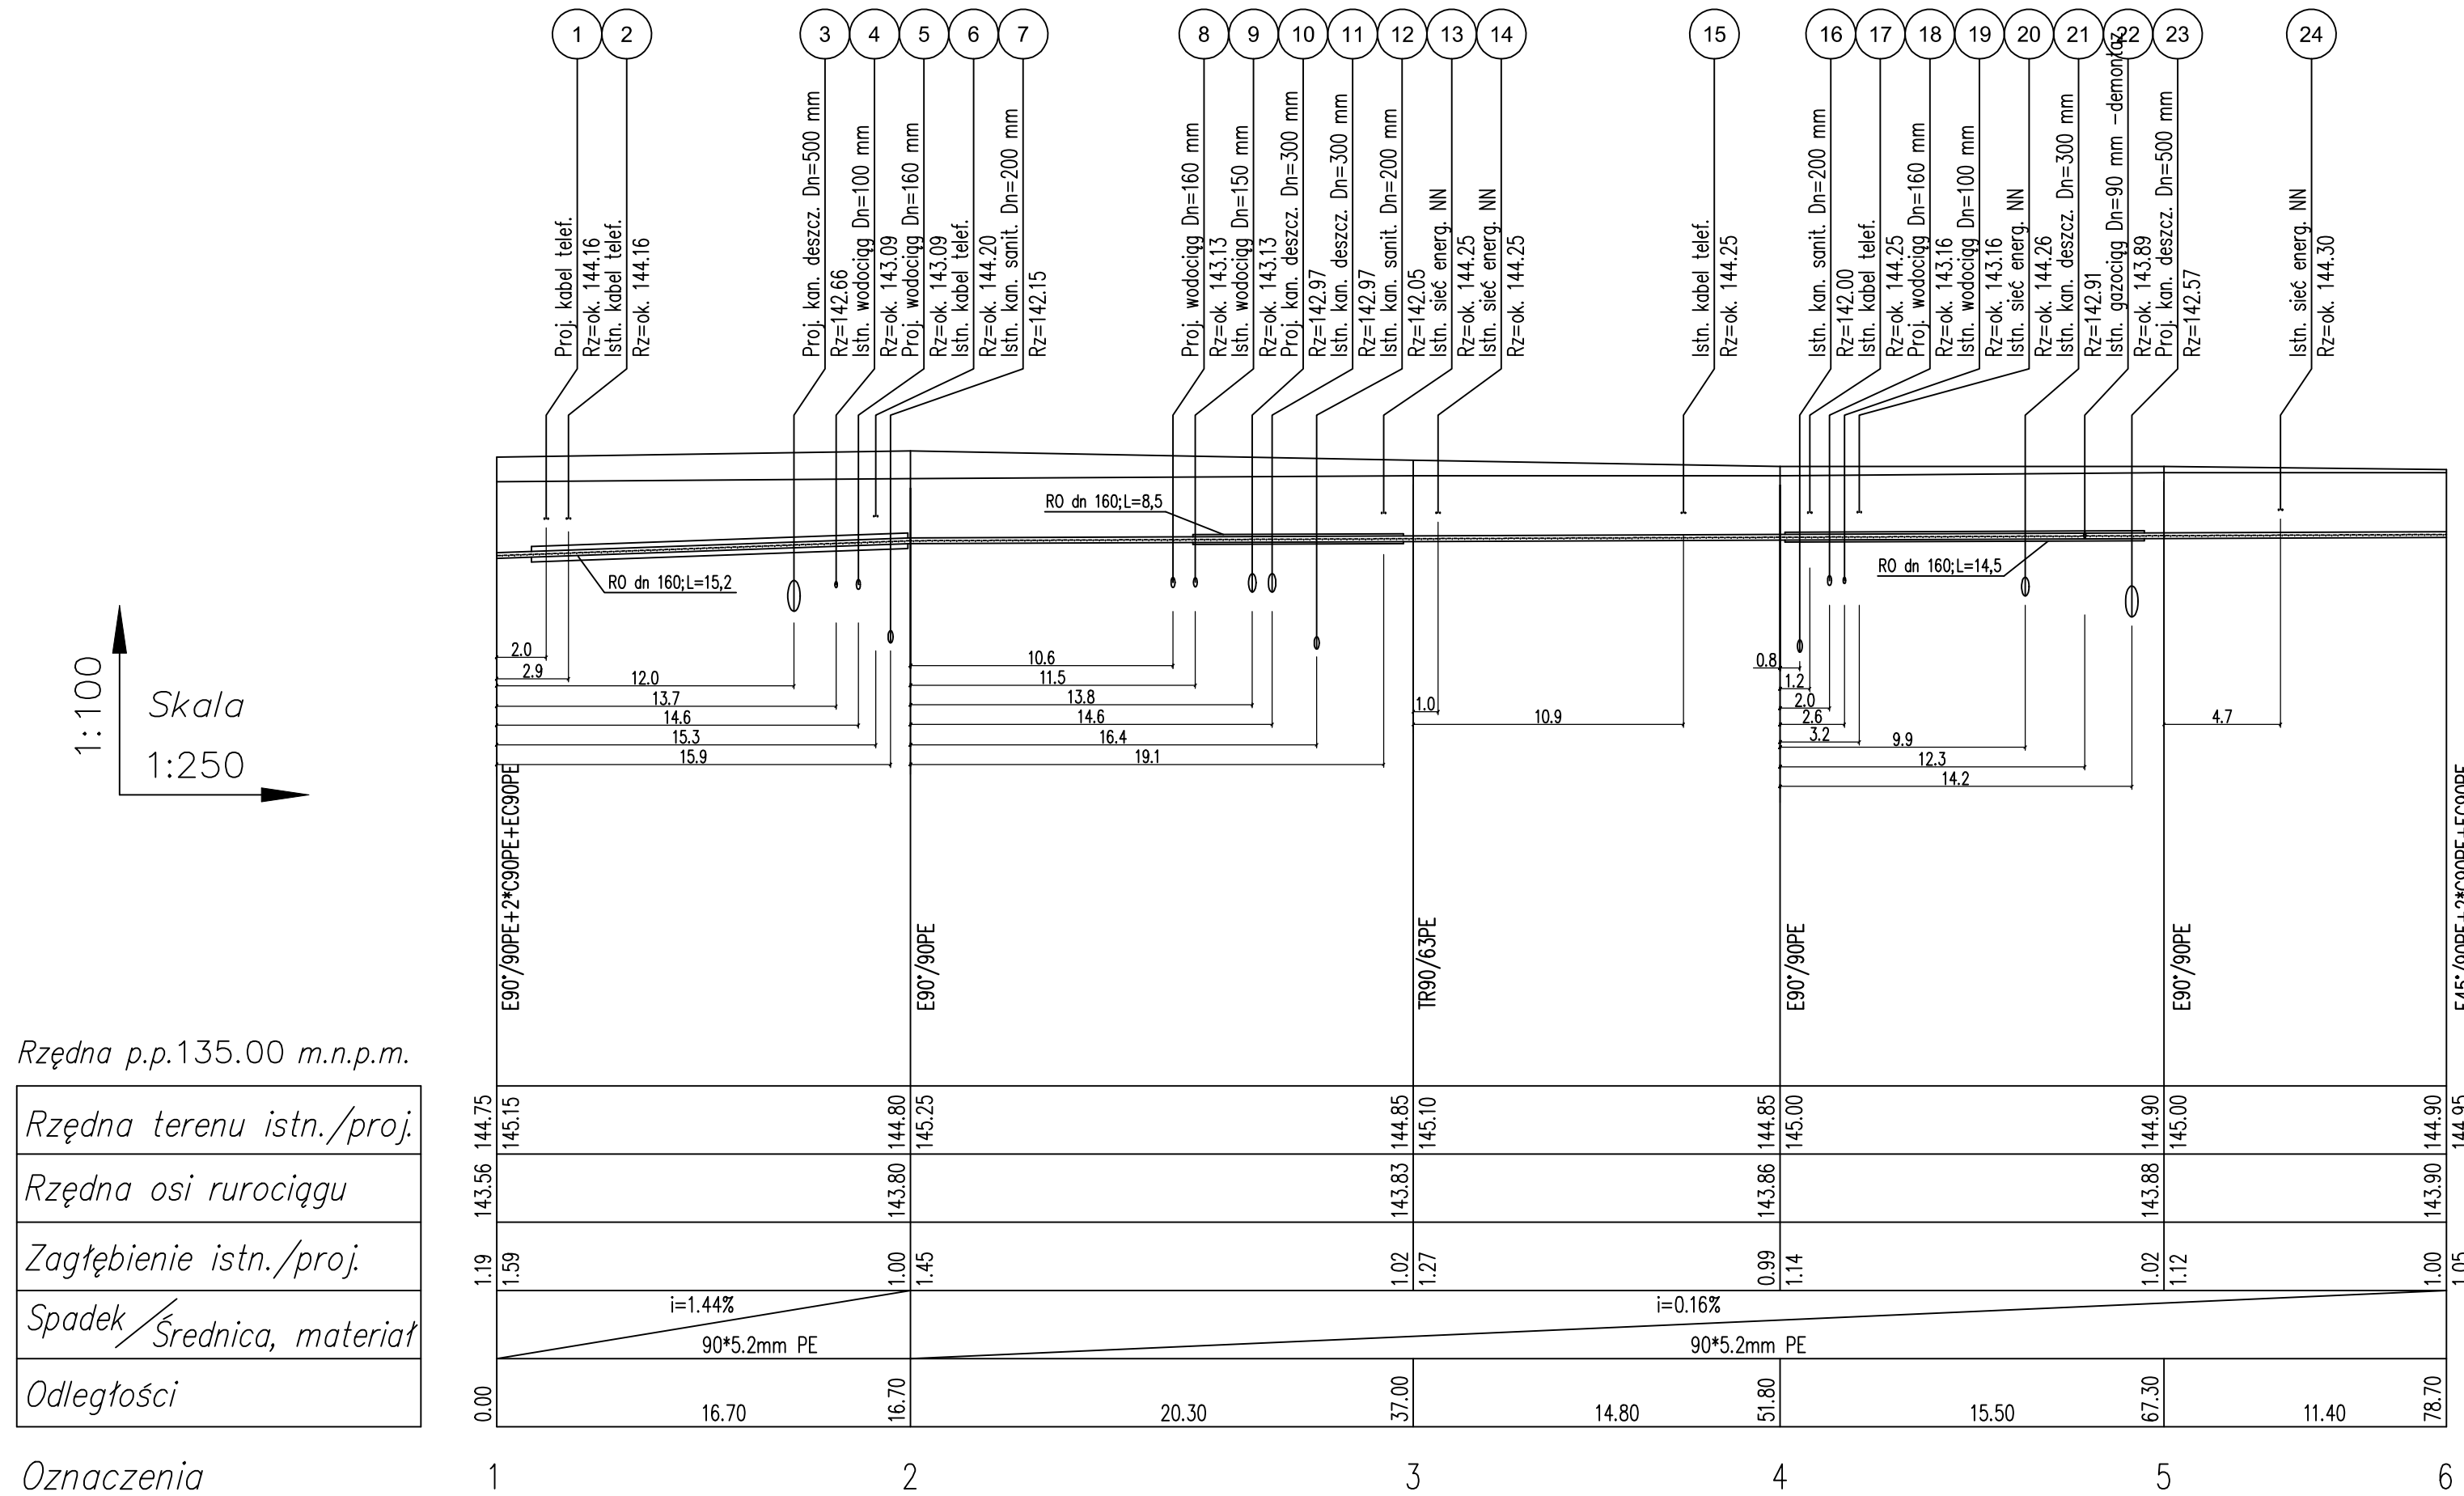 1 2 3 4 5 6 7 8 9 10 11 12 13 14 15 16 17 18 19 20 21 22 23 24
Proj. kabel telef.
Rz=ok. 144.16
Istn. kabel telef.
Rz=ok. 144.16
Proj. kan. deszcz. Dn=500 mm
Rz=142.66
Istn. wodociąg Dn=100 mm
Rz=ok. 143.09
Proj. wodociąg Dn=160 mm
Rz=ok. 143.09
Istn. kabel telef.
Rz=ok. 144.20
Istn. kan. sanit. Dn=200 mm
Rz=142.15
Proj. wodociąg Dn=160 mm
Rz=ok. 143.13
Istn. wodociąg Dn=150 mm
Rz=ok. 143.13
Proj. kan. deszcz. Dn=300 mm
Rz=142.97
Istn. kan. deszcz. Dn=300 mm
Rz=142.97
Istn. kan. sanit. Dn=200 mm
Rz=142.05
Istn. sieć energ. NN
Rz=ok. 144.25
Istn. sieć energ. NN
Rz=ok. 144.25
Istn. kabel telef.
Rz=ok. 144.25
Istn. kan. sanit. Dn=200 mm
Rz=142.00
Istn. kabel telef.
Rz=ok. 144.25
Proj. wodociąg Dn=160 mm
Rz=ok. 143.16
Istn. wodociąg Dn=100 mm
Rz=ok. 143.16
Istn. sieć energ. NN
Rz=ok. 144.26
Istn. kan. deszcz. Dn=300 mm
Rz=142.91
Istn. gazociąg Dn=90 mm -demontaż
Rz=ok. 143.89
Proj. kan. deszcz. Dn=500 mm
Rz=142.57
Istn. sieć energ. NN
Rz=ok. 144.30
RO dn 160;L=8,5
RO dn 160;L=15,2
RO dn 160;L=14,5
2.0
2.9
12.0
13.7
14.6
15.3
15.9
10.6
11.5
13.8
14.6
16.4
19.1
1.0
10.9
0.8
1.2
2.0
2.6
3.2
9.9
12.3
14.2
4.7
1:100
Skala
1:250
E90°/90PE+2*C90PE+EC90PE
E90°/90PE
TR90/63PE
E90°/90PE
E90°/90PE
E45°/90PE+2*C90PE+EC90PE
Rzędna p.p.135.00 m.n.p.m.
Rzędna terenu istn./proj.
144.75 145.15 144.80 145.25 144.85 145.10 144.85 145.00 144.90 145.00 144.90 144.95
Rzędna osi rurociągu
143.56 143.80 143.83 143.86 143.88 143.90
Zagłębienie istn./proj.
1.19 1.59 1.00 1.45 1.02 1.27 0.99 1.14 1.02 1.12 1.00 1.05
Spadek/Średnica, materiał
i=1.44% i=0.16%
90*5.2mm PE 90*5.2mm PE
Odległości
0.00 16.70 16.70 20.30 37.00 14.80 51.80 15.50 67.30 11.40 78.70
Oznaczenia 1 2 3 4 5 6